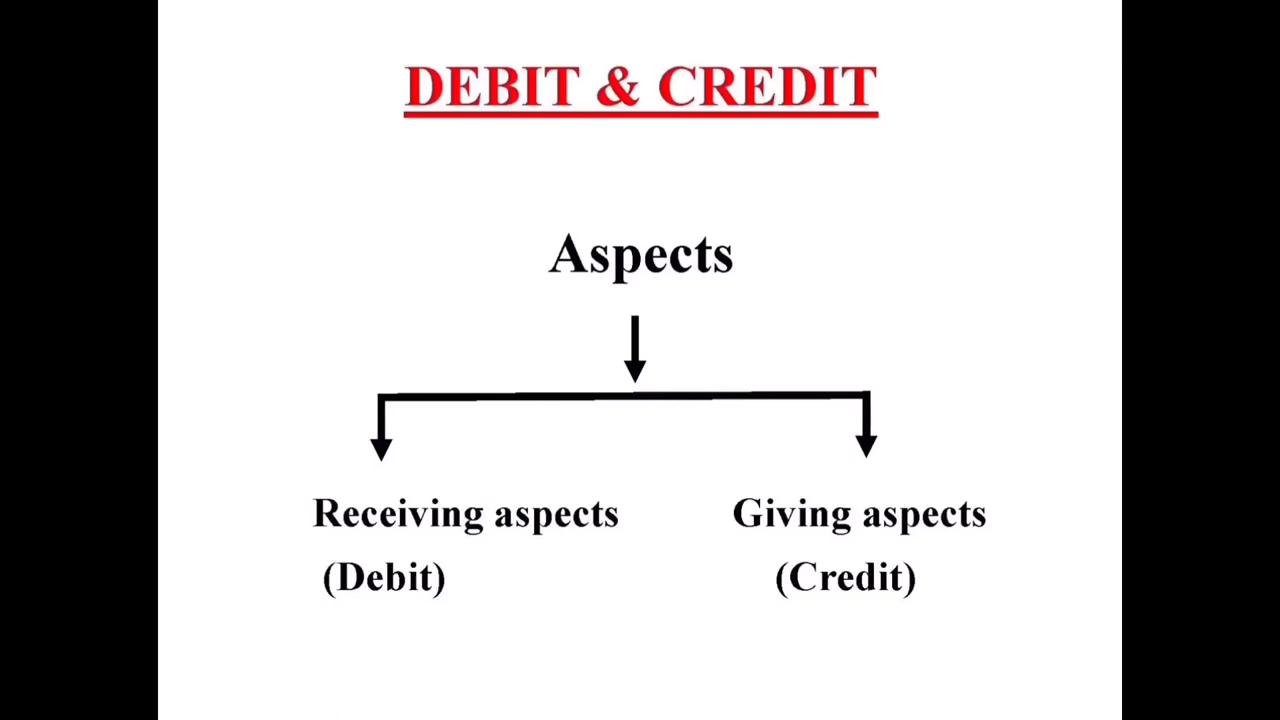 DEBIT & CREDIT
Aspects
Receiving aspects
(Debit)
Giving aspects
(Credit)